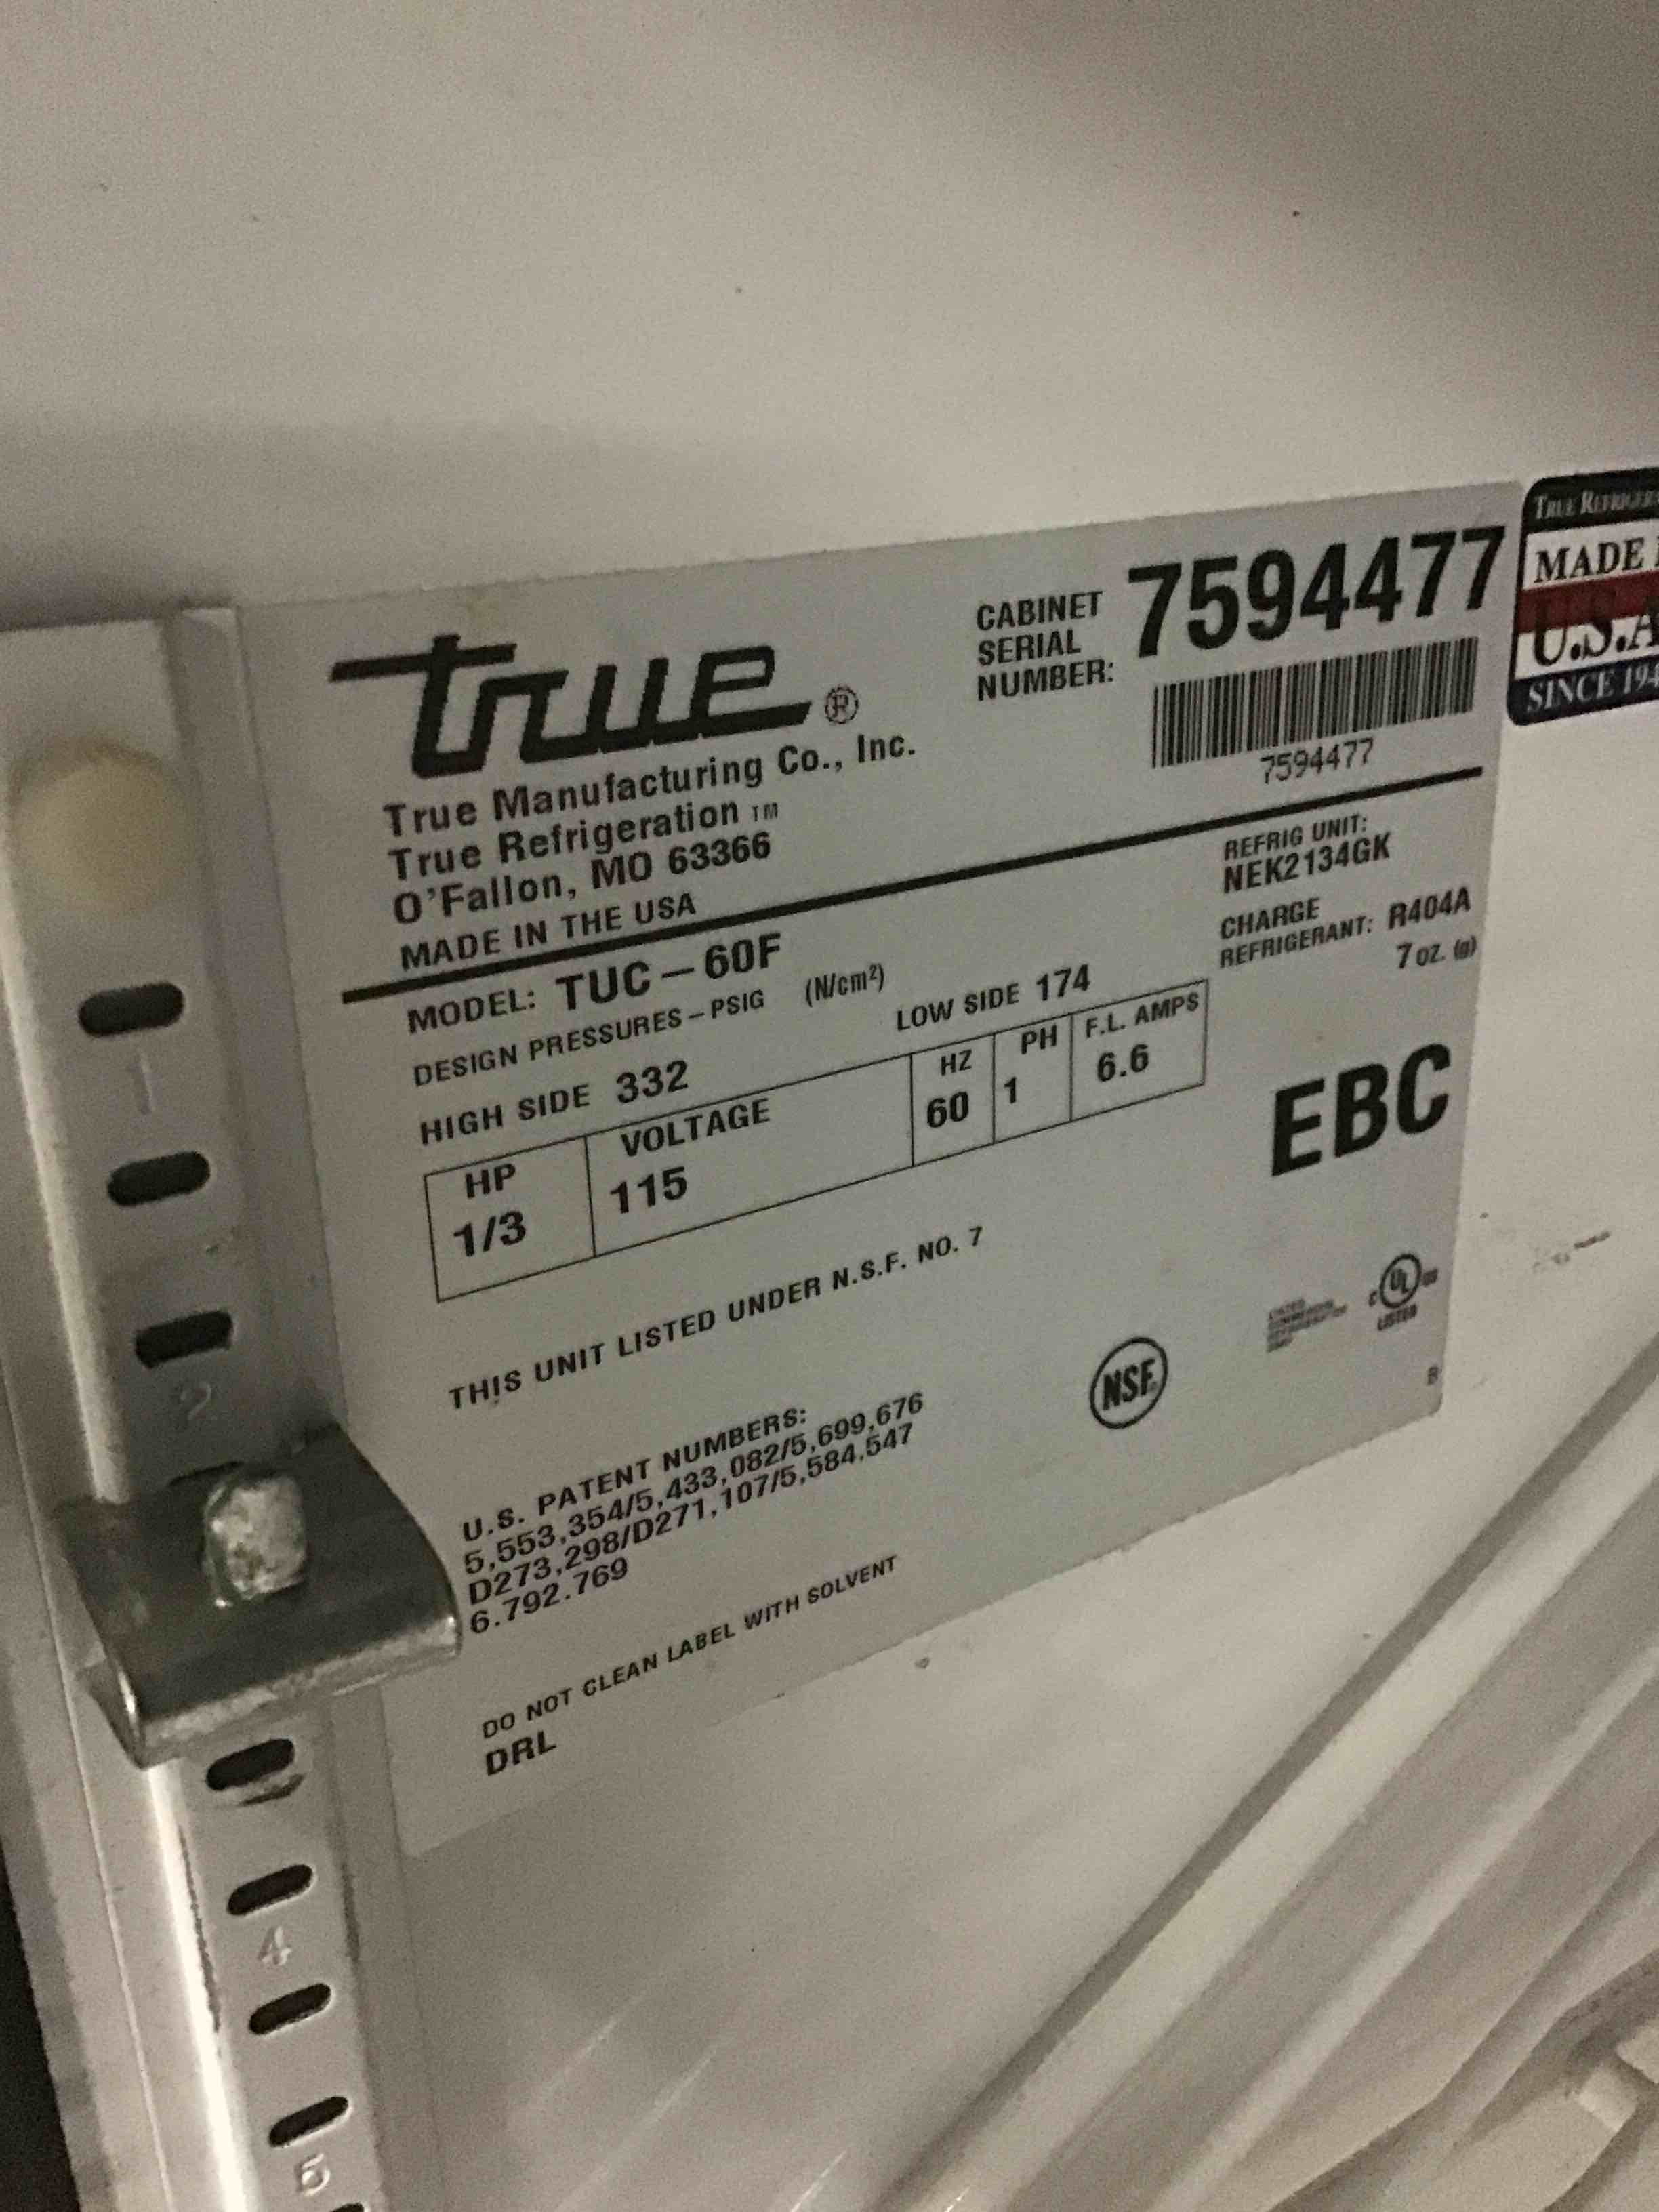 true®
True Manufacturing Co., Inc.
True Refrigeration TM
O'Fallon, MO 63366
MADE IN THE USA
CABINET
SERIAL
NUMBER:
7594477
7594477
MODEL: TUC-60F
DESIGN PRESSURES-PSIG (N/cm²)
HIGH SIDE 332
LOW SIDE 174
REFRIG UNIT:
NEK2134GK
CHARGE
REFRIGERANT: R404A
7 oz. (g)
HP VOLTAGE HZ PH F.L. AMPS
1/3 115 60 1 6.6
EBC
THIS UNIT LISTED UNDER N.S.F. NO. 7
U.S. PATENT NUMBERS:
5,553,354/5,433,082/5,699,676
D273,298/D271,107/5,584,547
6.792.769
NSF
C UL US
LISTED
B
DO NOT CLEAN LABEL WITH SOLVENT
DRL
TRUE
MADE
U.S.A
SINCE 194
1
2
4
5